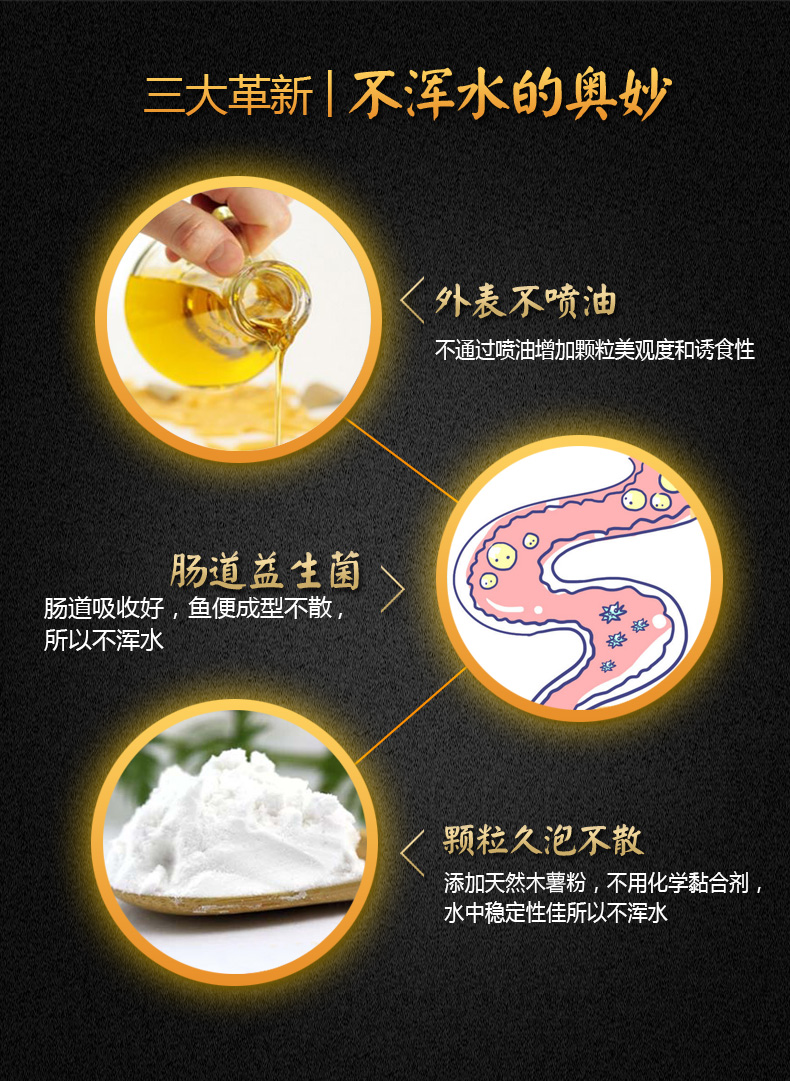 三大革新|不浑水的奥妙
外表不喷油
不通过喷油增加颗粒美观度和诱食性
肠道益生菌
肠道吸收好，鱼便成型不散，
所以不浑水
颗粒久泡不散
添加天然木薯粉，不用化学黏合剂，
水中稳定性佳所以不浑水